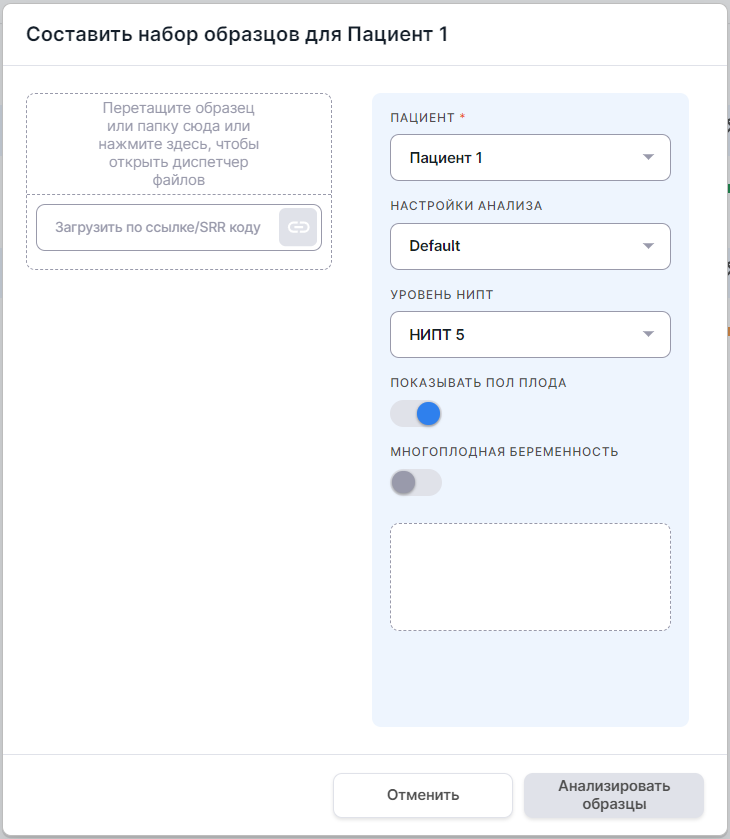 Составить набор образцов для Пациент 1
Перетащите образец
или папку сюда или
нажмите здесь, чтобы
открыть диспетчер
файлов
Загрузить по ссылке/SRR коду
ПАЦИЕНТ *
Пациент 1
НАСТРОЙКИ АНАЛИЗА
Default
УРОВЕНЬ НИПТ
НИПТ 5
ПОКАЗЫВАТЬ ПОЛ ПЛОДА
МНОГОПЛОДНАЯ БЕРЕМЕННОСТЬ
Отменить
Анализировать
образцы